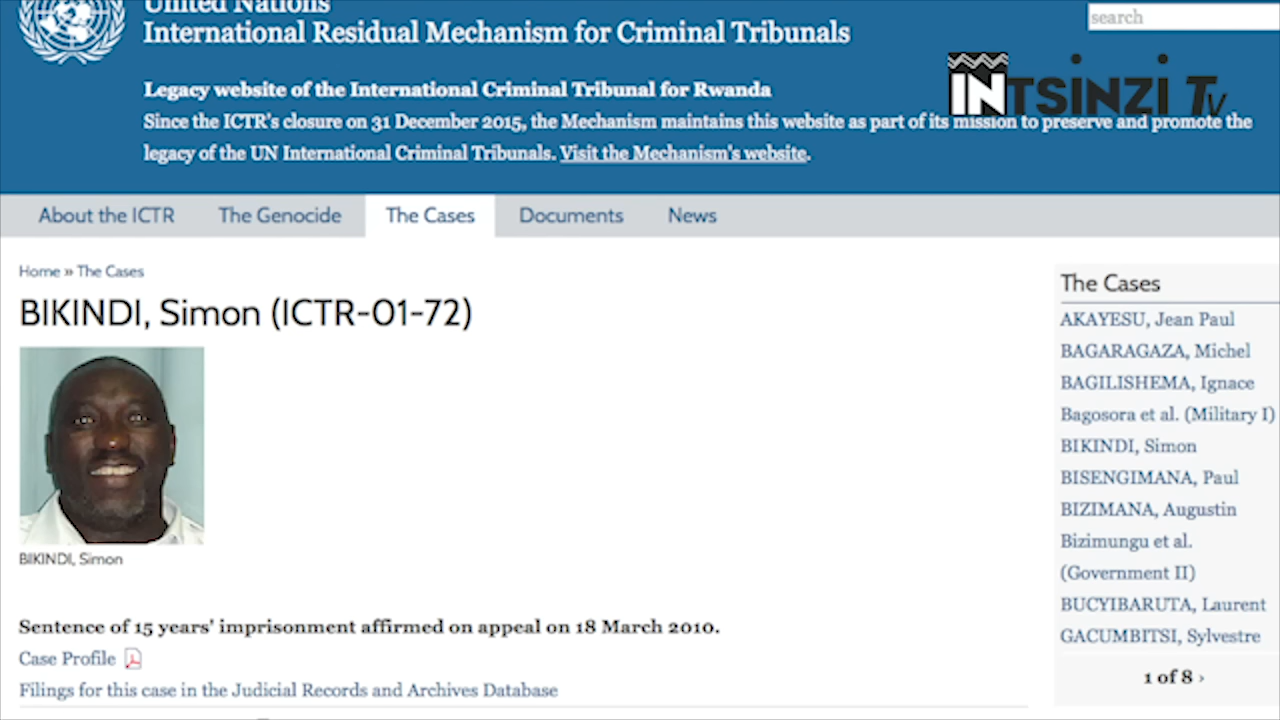 United Nations
International Residual Mechanism for Criminal Tribunals
search
INTSINZI TV
Legacy website of the International Criminal Tribunal for Rwanda
Since the ICTR's closure on 31 December 2015, the Mechanism maintains this website as part of its mission to preserve and promote the
legacy of the UN International Criminal Tribunals. Visit the Mechanism's website.
About the ICTR
The Genocide
The Cases
Documents
News
Home » The Cases
BIKINDI, Simon (ICTR-01-72)
BIKINDI, Simon
Sentence of 15 years' imprisonment affirmed on appeal on 18 March 2010.
Case Profile
Filings for this case in the Judicial Records and Archives Database
The Cases
AKAYESU, Jean Paul
BAGARAGAZA, Michel
BAGILISHEMA, Ignace
Bagosora et al. (Military I)
BIKINDI, Simon
BISENGIMANA, Paul
BIZIMANA, Augustin
Bizimungu et al.
(Government II)
BUCYIBARUTA, Laurent
GACUMBITSI, Sylvestre
1 of 8 ›